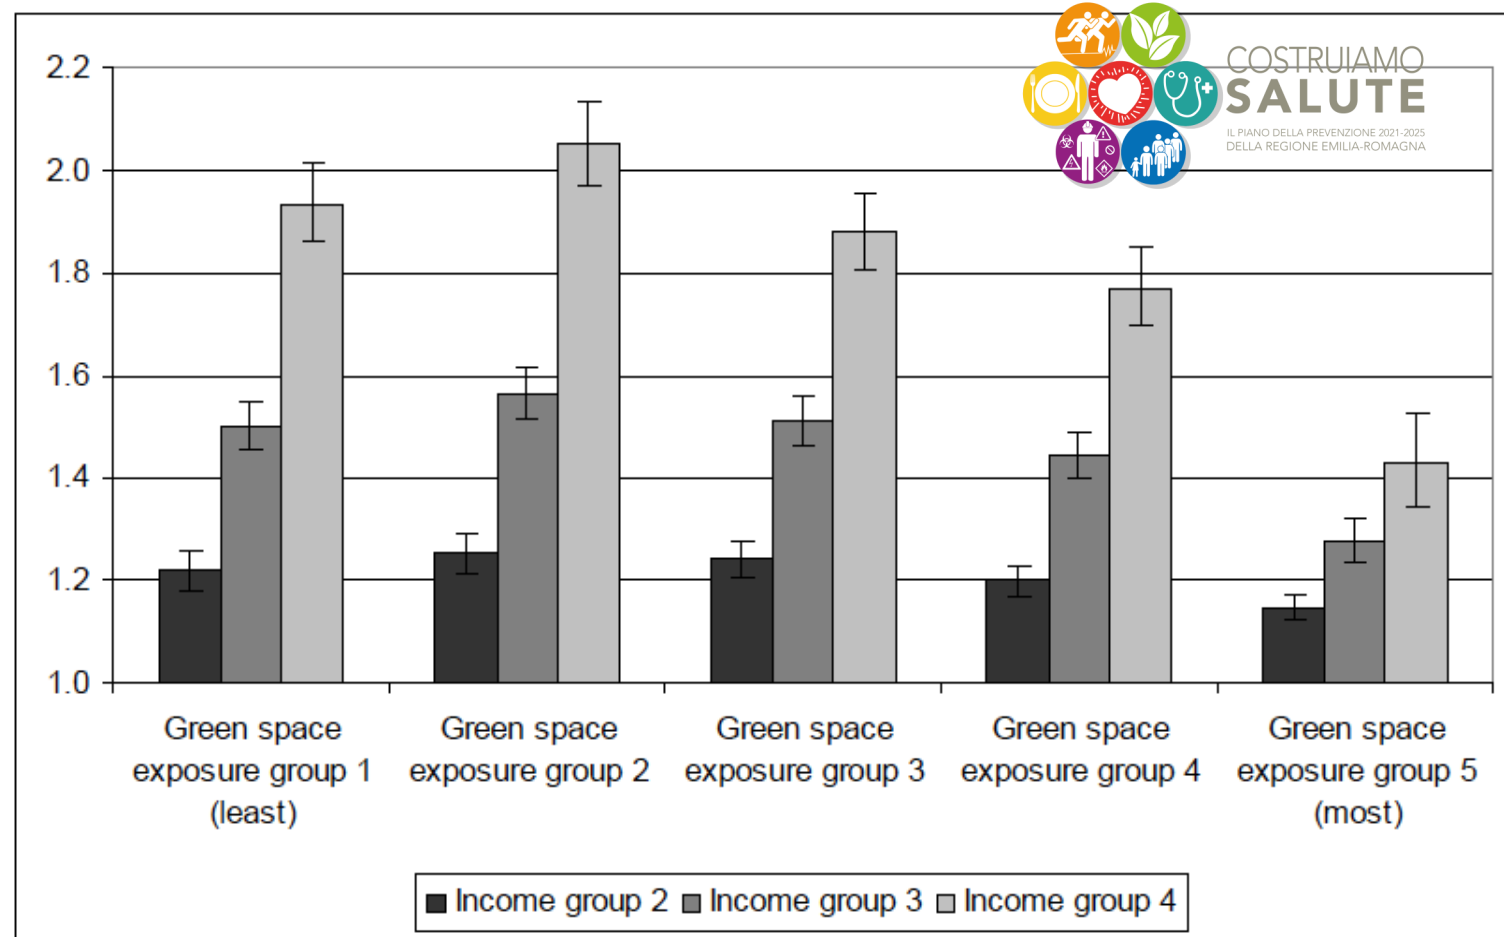 COSTRUIAMO
SALUTE
IL PIANO DELLA PREVENZIONE 2021-2025
DELLA REGIONE EMILIA-ROMAGNA
2.2
2.0
1.8
1.6
1.4
1.2
1.0
Green space
exposure group 1
(least)
Green space
exposure group 2
Green space
exposure group 3
Green space
exposure group 4
Green space
exposure group 5
(most)
Income group 2
Income group 3
Income group 4